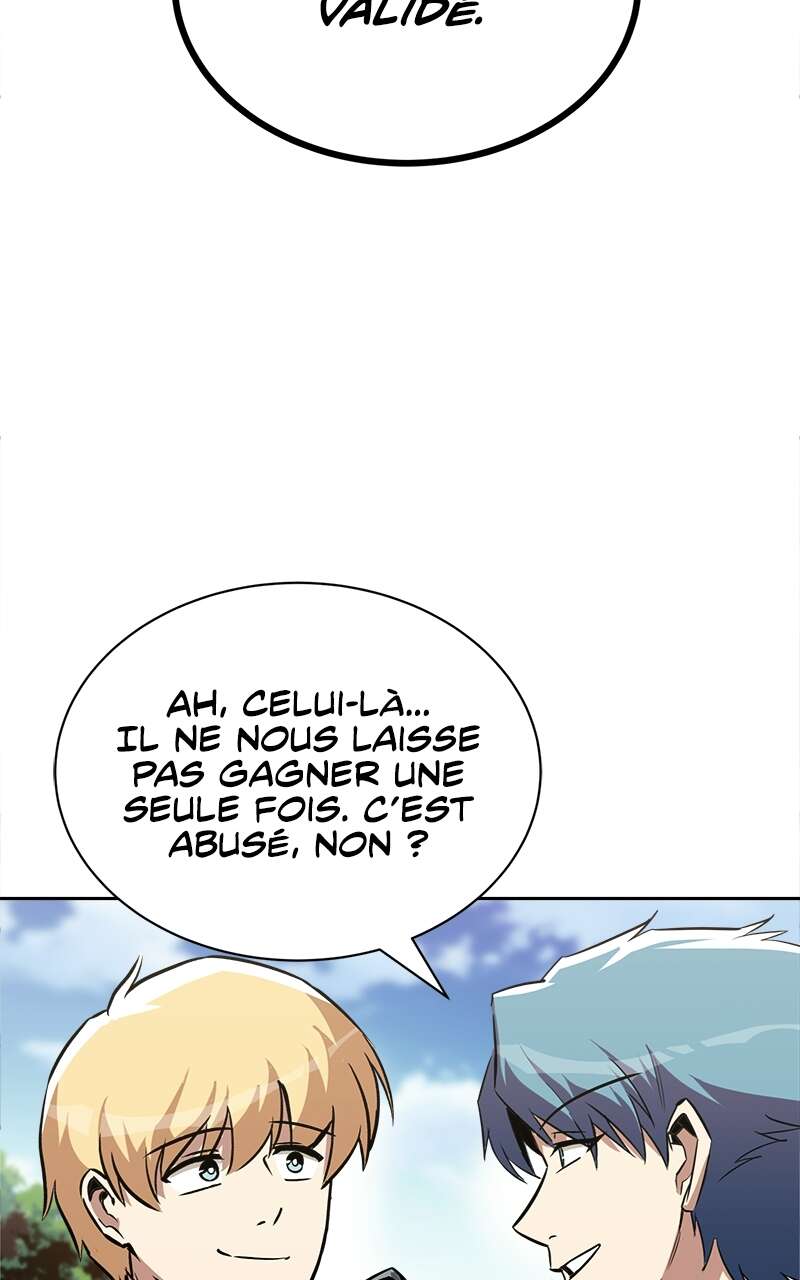 VALIDE.
AH, CELUI-LÀ...
IL NE NOUS LAISSE
PAS GAGNER UNE
SEULE FOIS. C'EST
ABUSÉ, NON ?